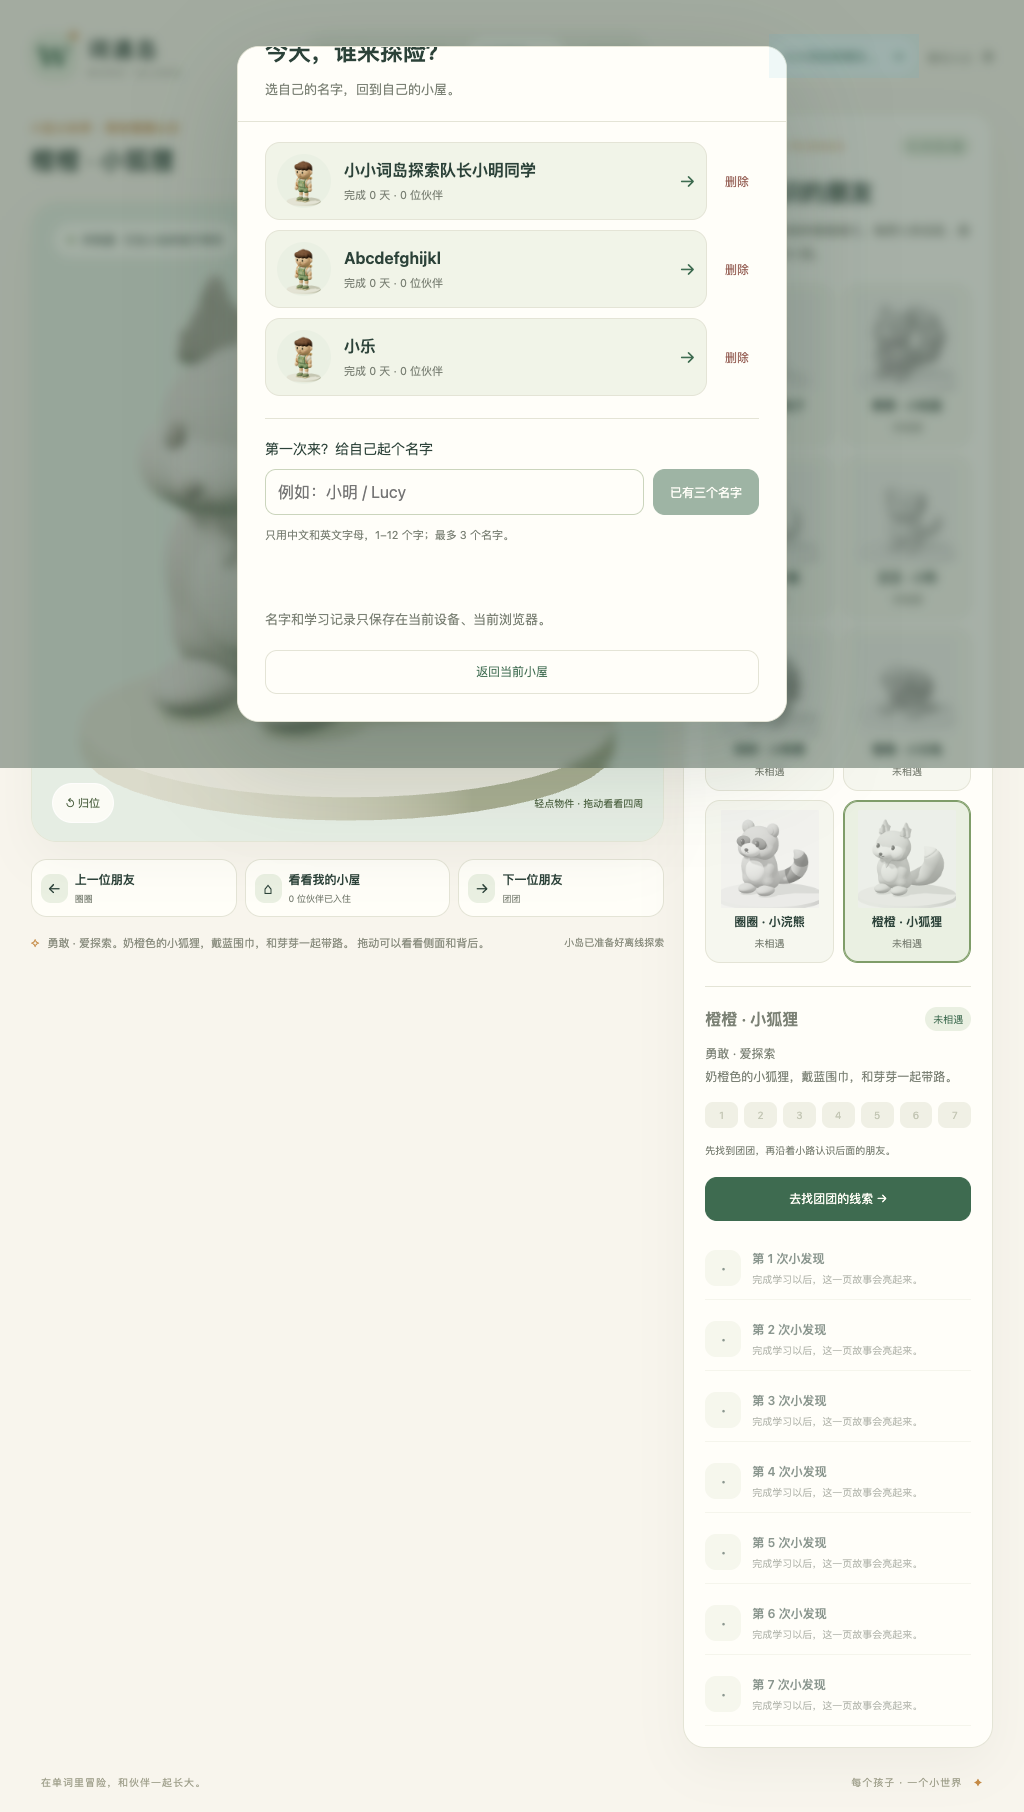 今天，谁来探险？
选自己的名字，回到自己的小屋。
小小词岛探索队长小明同学
完成 0 天 · 0 位伙伴
→
删除
Abcdefghijkl
完成 0 天 · 0 位伙伴
→
删除
小乐
完成 0 天 · 0 位伙伴
→
删除
第一次来？给自己起个名字
例如：小明 / Lucy
已有三个名字
只用中文和英文字母，1–12 个字；最多 3 个名字。
名字和学习记录只保存在当前设备、当前浏览器。
返回当前小屋
橙橙 · 小狐狸
未相遇
未相遇
归位
轻点物件 · 拖动看看四周
上一位朋友
圈圈
看看我的小屋
0 位伙伴已入住
下一位朋友
团团
勇敢 · 爱探索。奶橙色的小狐狸，戴蓝围巾，和芽芽一起带路。 拖动可以看看侧面和背后。
小岛已准备好离线探索
圈圈 · 小浣熊
未相遇
橙橙 · 小狐狸
未相遇
橙橙 · 小狐狸
未相遇
勇敢 · 爱探索
奶橙色的小狐狸，戴蓝围巾，和芽芽一起带路。
1 2 3 4 5 6 7
先找到团团，再沿着小路认识后面的朋友。
去找团团的线索 →
第 1 次小发现
完成学习以后，这一页故事会亮起来。
第 2 次小发现
完成学习以后，这一页故事会亮起来。
第 3 次小发现
完成学习以后，这一页故事会亮起来。
第 4 次小发现
完成学习以后，这一页故事会亮起来。
第 5 次小发现
完成学习以后，这一页故事会亮起来。
第 6 次小发现
完成学习以后，这一页故事会亮起来。
第 7 次小发现
完成学习以后，这一页故事会亮起来。
在单词里冒险，和伙伴一起长大。
每个孩子 · 一个小世界